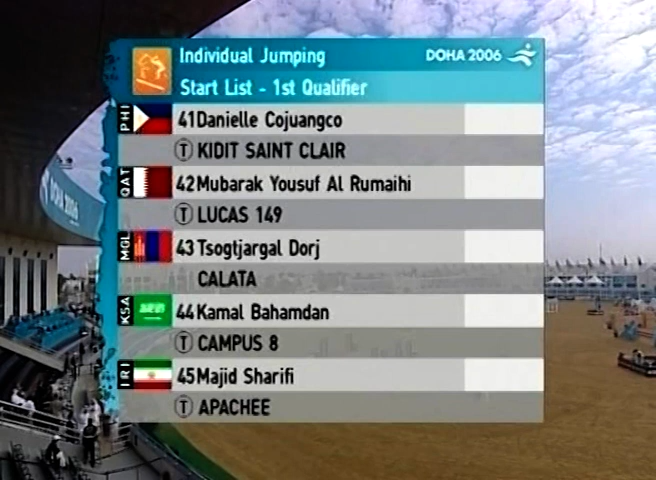 Individual Jumping
DOHA 2006
Start List - 1st Qualifier
PHI
41 Danielle Cojuangco
T KIDIT SAINT CLAIR
QAT
42 Mubarak Yousuf Al Rumaihi
T LUCAS 149
MGL
43 Tsogtjargal Dorj
CALATA
KSA
44 Kamal Bahamdan
T CAMPUS 8
IRI
45 Majid Sharifi
T APACHEE
DOHA 2006